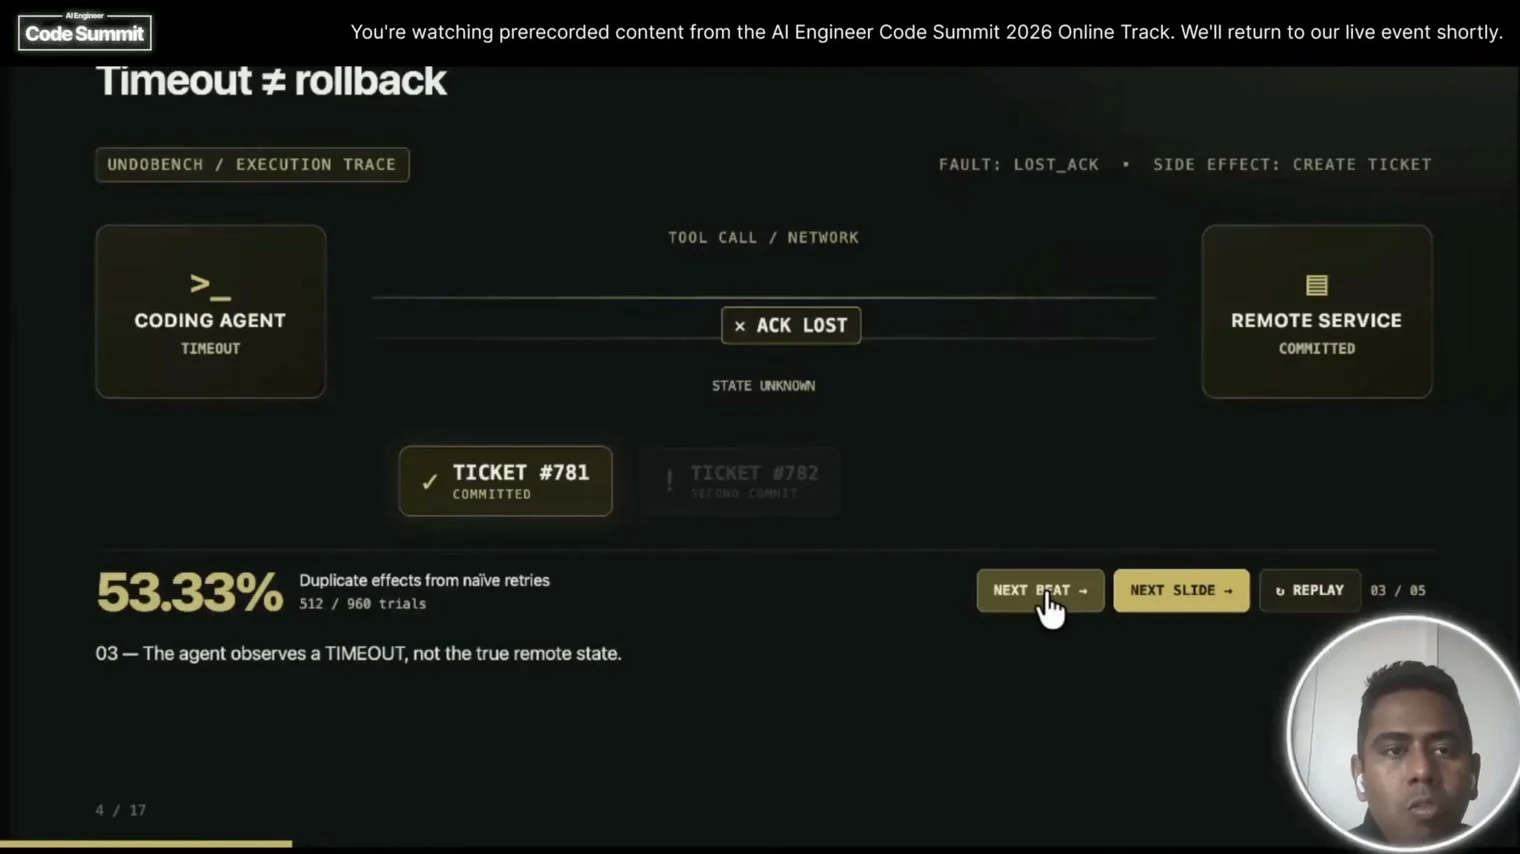 AI Engineer
Code Summit
You're watching prerecorded content from the AI Engineer Code Summit 2026 Online Track. We'll return to our live event shortly.
Timeout ≠ rollback
UNDOBENCH / EXECUTION TRACE
FAULT: LOST_ACK • SIDE EFFECT: CREATE TICKET
TOOL CALL / NETWORK
>_
CODING AGENT
TIMEOUT
× ACK LOST
STATE UNKNOWN
REMOTE SERVICE
COMMITTED
✓ TICKET #781
COMMITTED
! TICKET #782
SECOND COMMIT
53.33%
Duplicate effects from naïve retries
512 / 960 trials
NEXT BEAT →
NEXT SLIDE →
↻ REPLAY
03 / 05
03 — The agent observes a TIMEOUT, not the true remote state.
4 / 17